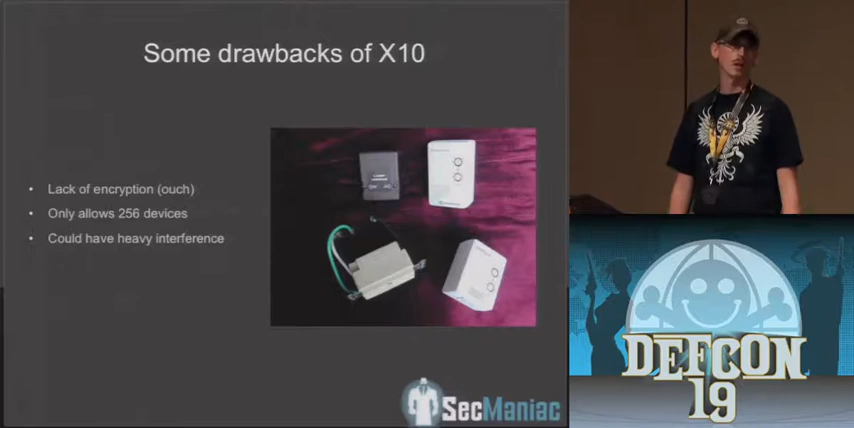 Some drawbacks of X10
• Lack of encryption (ouch)
• Only allows 256 devices
• Could have heavy interference
SecManiac
DEFCON
19